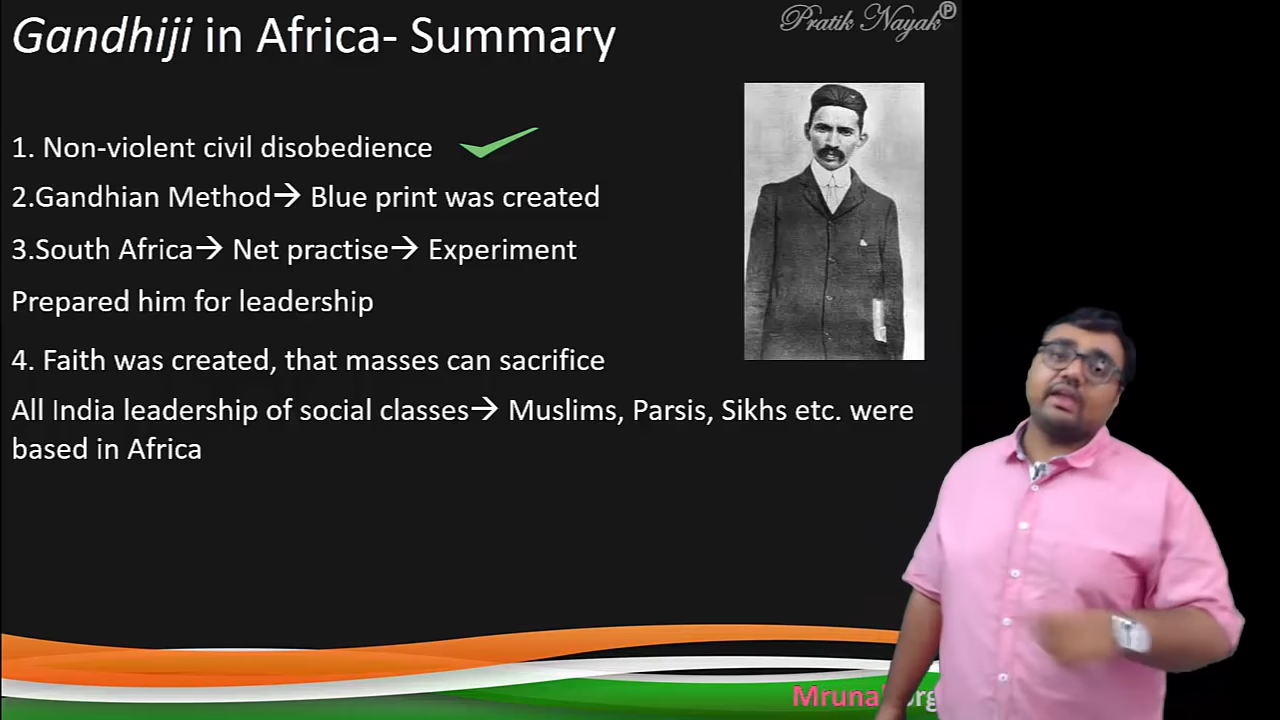 Gandhiji in Africa- Summary
Pratik Nayak ℗
1. Non-violent civil disobedience
2.Gandhian Method→ Blue print was created
3.South Africa→ Net practise→ Experiment
Prepared him for leadership
4. Faith was created, that masses can sacrifice
All India leadership of social classes→ Muslims, Parsis, Sikhs etc. were
based in Africa